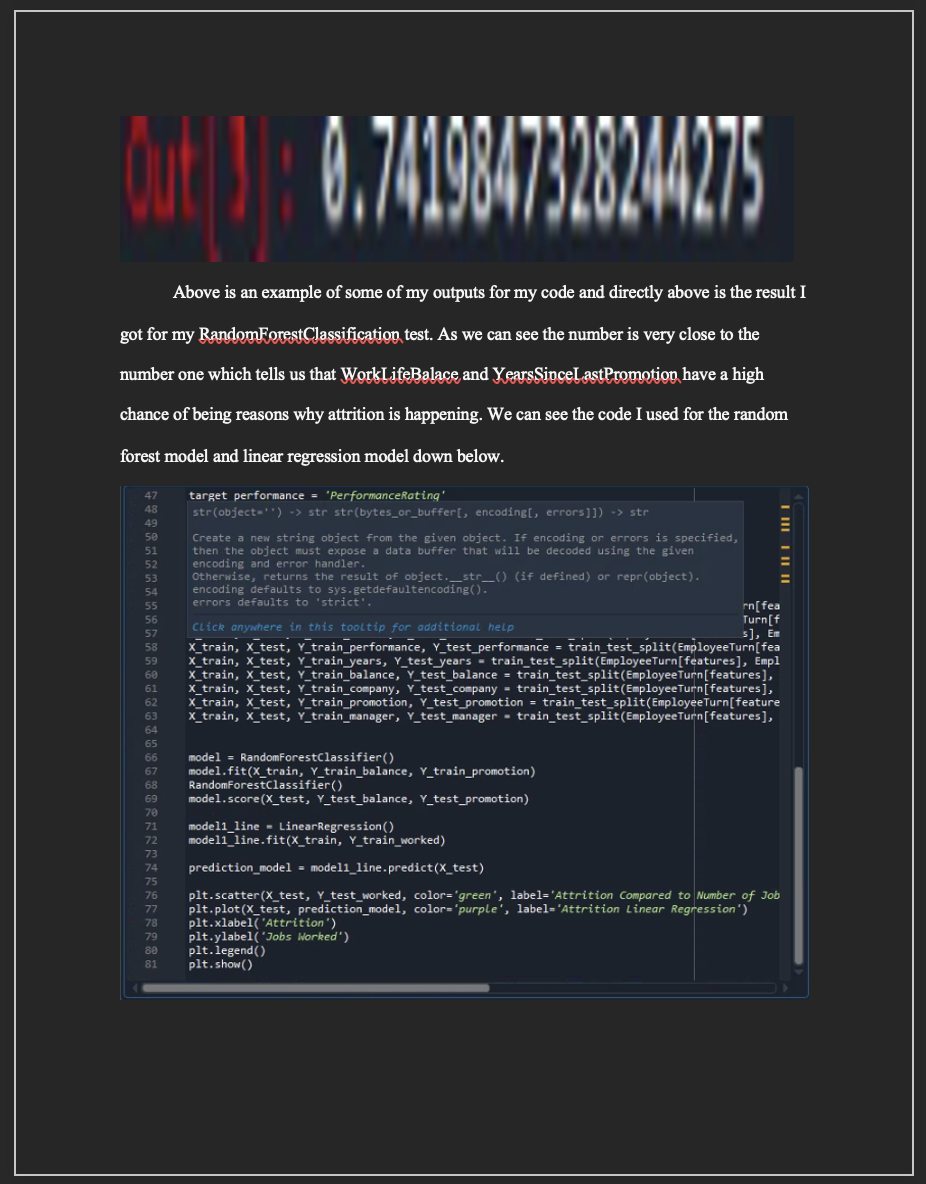 Out[3]: 0.7419847328244275
Above is an example of some of my outputs for my code and directly above is the result I
got for my RandomForestClassification test. As we can see the number is very close to the
number one which tells us that WorkLifeBalace and YearsSinceLastPromotion have a high
chance of being reasons why attrition is happening. We can see the code I used for the random
forest model and linear regression model down below.
47 target performance = 'PerformanceRating'
48 str(object='') -> str str(bytes_or_buffer[, encoding[, errors]]) -> str
49
50 Create a new string object from the given object. If encoding or errors is specified,
51 then the object must expose a data buffer that will be decoded using the given
52 encoding and error handler.
53 Otherwise, returns the result of object.__str__() (if defined) or repr(object).
54 encoding defaults to sys.getdefaultencoding().
55 errors defaults to 'strict'. rn[fea
56 Turn[f
57 Click anywhere in this tooltip for additional help s], Em
58 X_train, X_test, Y_train_performance, Y_test_performance = train_test_split(EmployeeTurn[fea
59 X_train, X_test, Y_train_years, Y_test_years = train_test_split(EmployeeTurn[features], Empl
60 X_train, X_test, Y_train_balance, Y_test_balance = train_test_split(EmployeeTurn[features],
61 X_train, X_test, Y_train_company, Y_test_company = train_test_split(EmployeeTurn[features],
62 X_train, X_test, Y_train_promotion, Y_test_promotion = train_test_split(EmployeeTurn[feature
63 X_train, X_test, Y_train_manager, Y_test_manager = train_test_split(EmployeeTurn[features],
64
65
66 model = RandomForestClassifier()
67 model.fit(X_train, Y_train_balance, Y_train_promotion)
68 RandomForestClassifier()
69 model.score(X_test, Y_test_balance, Y_test_promotion)
70
71 model1_line = LinearRegression()
72 model1_line.fit(X_train, Y_train_worked)
73
74 prediction_model = model1_line.predict(X_test)
75
76 plt.scatter(X_test, Y_test_worked, color='green', label='Attrition Compared to Number of Job
77 plt.plot(X_test, prediction_model, color='purple', label='Attrition Linear Regression')
78 plt.xlabel('Attrition')
79 plt.ylabel('Jobs Worked')
80 plt.legend()
81 plt.show()